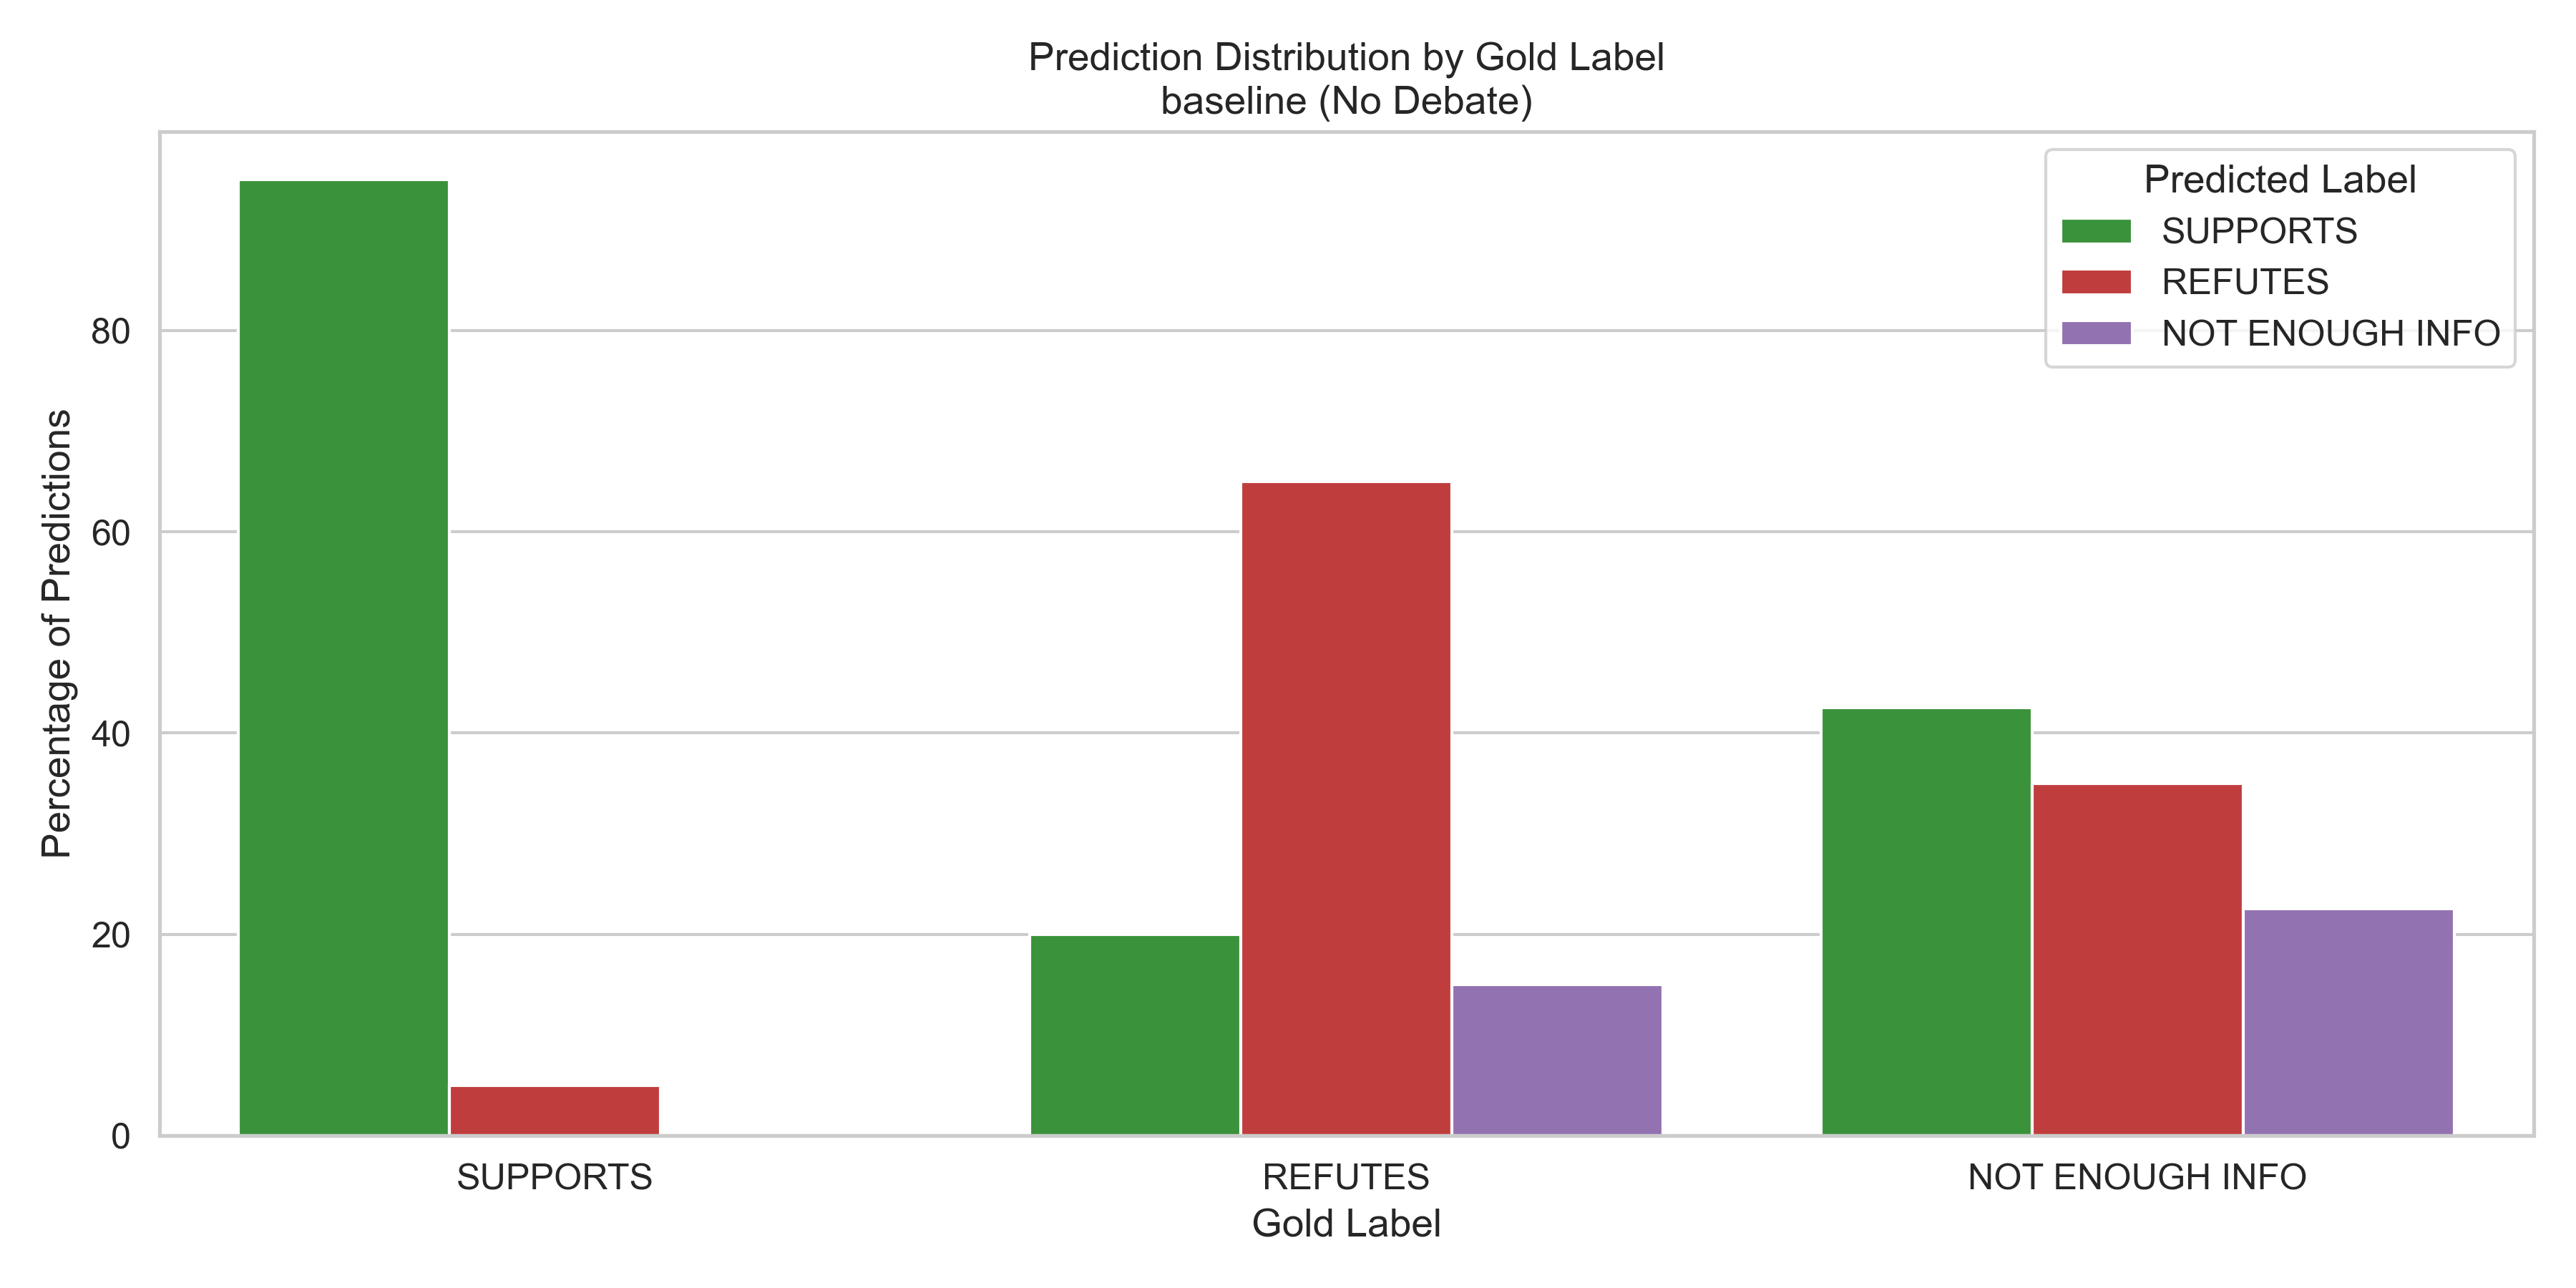 Prediction Distribution by Gold Label
baseline (No Debate)
Predicted Label
SUPPORTS
REFUTES
NOT ENOUGH INFO
Percentage of Predictions
80
60
40
20
0
SUPPORTS
REFUTES
NOT ENOUGH INFO
Gold Label